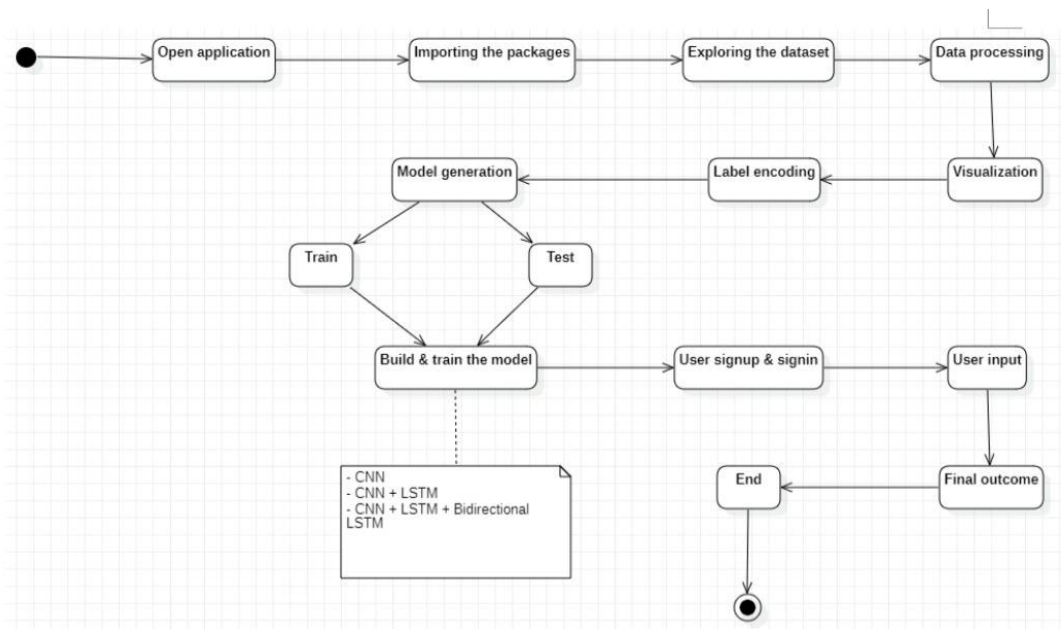 Open application
Importing the packages
Exploring the dataset
Data processing
Model generation
Label encoding
Visualization
Train
Test
Build & train the model
User signup & signin
User input
- CNN
- CNN + LSTM
- CNN + LSTM + Bidirectional
LSTM
End
Final outcome